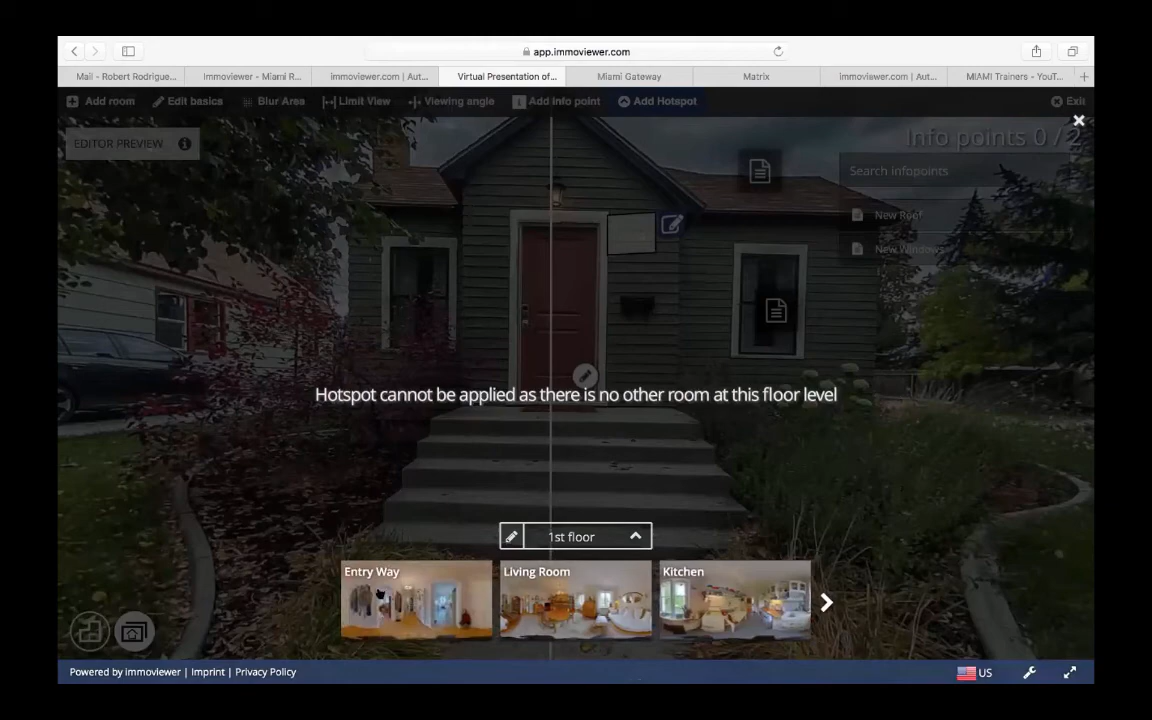 app.immoviewer.com
Mail - Robert Rodrigue...
Immoviewer - Miami R...
immoviewer.com | Aut...
Virtual Presentation of...
Miami Gateway
Matrix
immoviewer.com | Aut...
MIAMI Trainers - YouT...
Add room
Edit basics
Blur Area
Limit View
Viewing angle
Add info point
Add Hotspot
Exit
EDITOR PREVIEW
Info points 0 / 2
Search infopoints
New Roof
New Windows
Hotspot cannot be applied as there is no other room at this floor level
1st floor
Entry Way
Living Room
Kitchen
Powered by immoviewer | Imprint | Privacy Policy
US